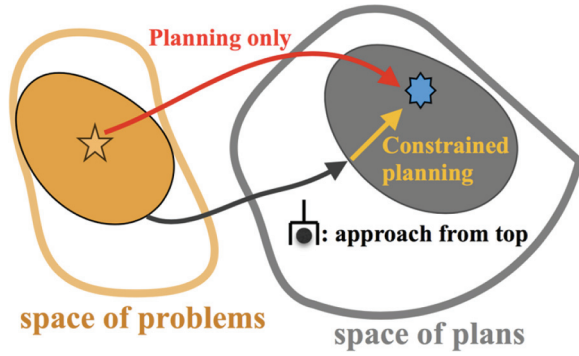 Planning only
Constrained
planning
: approach from top
space of problems
space of plans